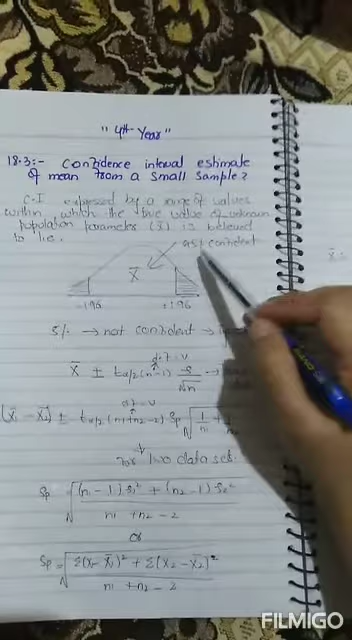 " 4th Year "
18.3:- Confidence interval estimate
of mean from a small sample?
C.I expressed by a range of values
within which the true value of unknown
population parameter (x̄) is believed
to lie.
95% confident
X̄
-1.96 +1.96
5% → not confident →
d.f = v
X̄ ± tα/2 (n-1) s/√n →
d.f = v
(x̄1 - x̄2) ± tα/2 (n1+n2-2) Sp √ 1/n1 +
for two data sets.
Sp = √ (n1 - 1)s1² + (n2 - 1)s2² / n1 + n2 - 2
or
Sp = √ Σ(x1- x̄1)² + Σ(x2 - x̄2)² / n1 + n2 - 2
FILMIGO